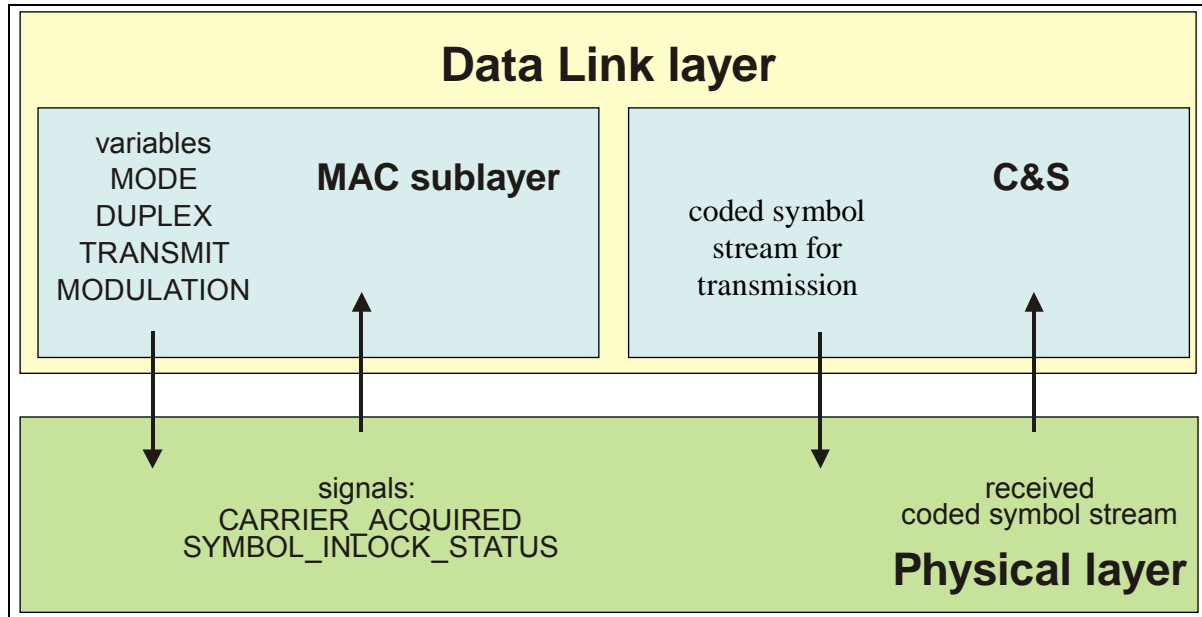 Data Link layer
variables
MODE
DUPLEX
TRANSMIT
MODULATION
MAC sublayer
coded symbol
stream for
transmission
C&S
signals:
CARRIER_ACQUIRED
SYMBOL_INLOCK_STATUS
received
coded symbol stream
Physical layer